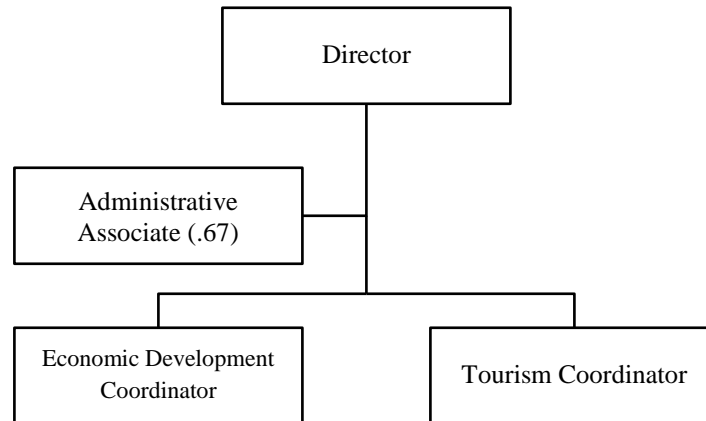 Director
Administrative
Associate (.67)
Economic Development
Coordinator
Tourism Coordinator